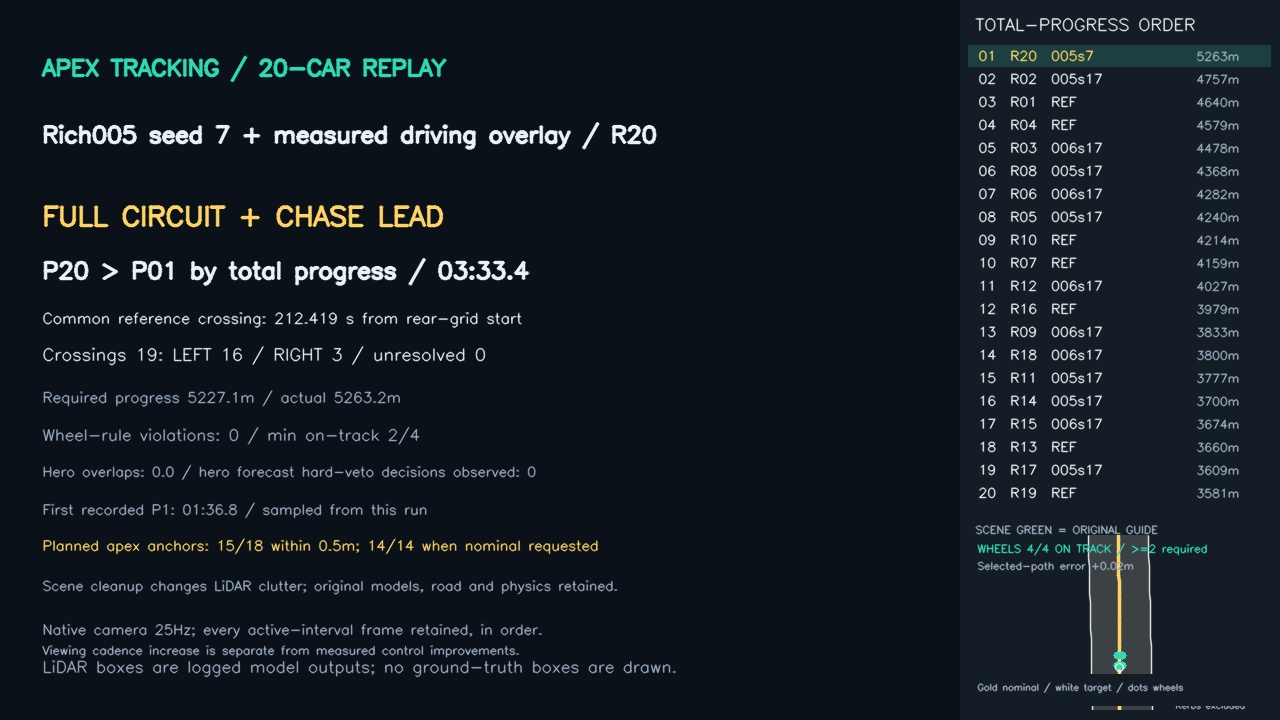 APEX TRACKING / 20-CAR REPLAY
Rich005 seed 7 + measured driving overlay / R20
FULL CIRCUIT + CHASE LEAD
P20 > P01 by total progress / 03:33.4
Common reference crossing: 212.419 s from rear-grid start
Crossings 19: LEFT 16 / RIGHT 3 / unresolved 0
Required progress 5227.1m / actual 5263.2m
Wheel-rule violations: 0 / min on-track 2/4
Hero overlaps: 0.0 / hero forecast hard-veto decisions observed: 0
First recorded P1: 01:36.8 / sampled from this run
Planned apex anchors: 15/18 within 0.5m; 14/14 when nominal requested
Scene cleanup changes LiDAR clutter; original models, road and physics retained.
Native camera 25Hz; every active-interval frame retained, in order.
Viewing cadence increase is separate from measured control improvements.
LiDAR boxes are logged model outputs; no ground-truth boxes are drawn.
TOTAL-PROGRESS ORDER
01 R20 005s7 5263m
02 R02 005s17 4757m
03 R01 REF 4640m
04 R04 REF 4579m
05 R03 006s17 4478m
06 R08 005s17 4368m
07 R06 006s17 4282m
08 R05 005s17 4240m
09 R10 REF 4214m
10 R07 REF 4159m
11 R12 006s17 4027m
12 R16 REF 3979m
13 R09 006s17 3833m
14 R18 006s17 3800m
15 R11 005s17 3777m
16 R14 005s17 3700m
17 R15 006s17 3674m
18 R13 REF 3660m
19 R17 005s17 3609m
20 R19 REF 3581m
SCENE GREEN = ORIGINAL GUIDE
WHEELS 4/4 ON TRACK / >=2 required
Selected-path error +0.02m
Gold nominal / white target / dots wheels
Kerbs excluded